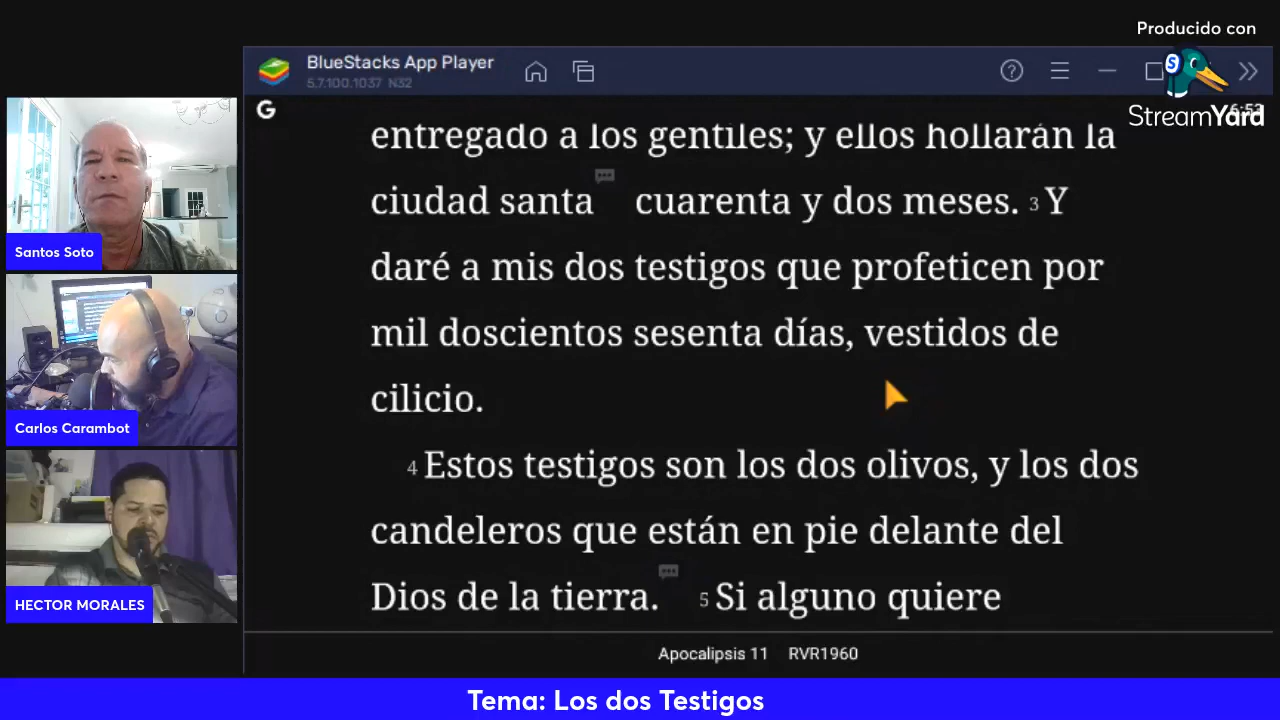 Producido con
StreamYard
BlueStacks App Player
5.7.100.1037 N32
6:53
entregado a los gentiles; y ellos hollarán la
ciudad santa cuarenta y dos meses. 3 Y
daré a mis dos testigos que profeticen por
mil doscientos sesenta días, vestidos de
cilicio.
4 Estos testigos son los dos olivos, y los dos
candeleros que están en pie delante del
Dios de la tierra. 5 Si alguno quiere
Apocalipsis 11 RVR1960
Santos Soto
Carlos Carambot
HECTOR MORALES
Tema: Los dos Testigos